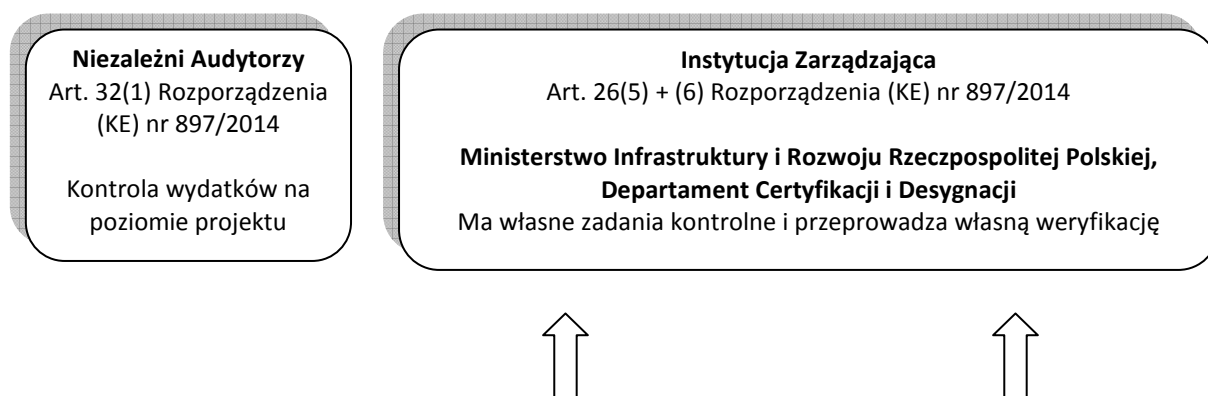 Niezależni Audytorzy
Art. 32(1) Rozporządzenia
(KE) nr 897/2014
Kontrola wydatków na
poziomie projektu
Instytucja Zarządzająca
Art. 26(5) + (6) Rozporządzenia (KE) nr 897/2014
Ministerstwo Infrastruktury i Rozwoju Rzeczpospolitej Polskiej,
Departament Certyfikacji i Desygnacji
Ma własne zadania kontrolne i przeprowadza własną weryfikację